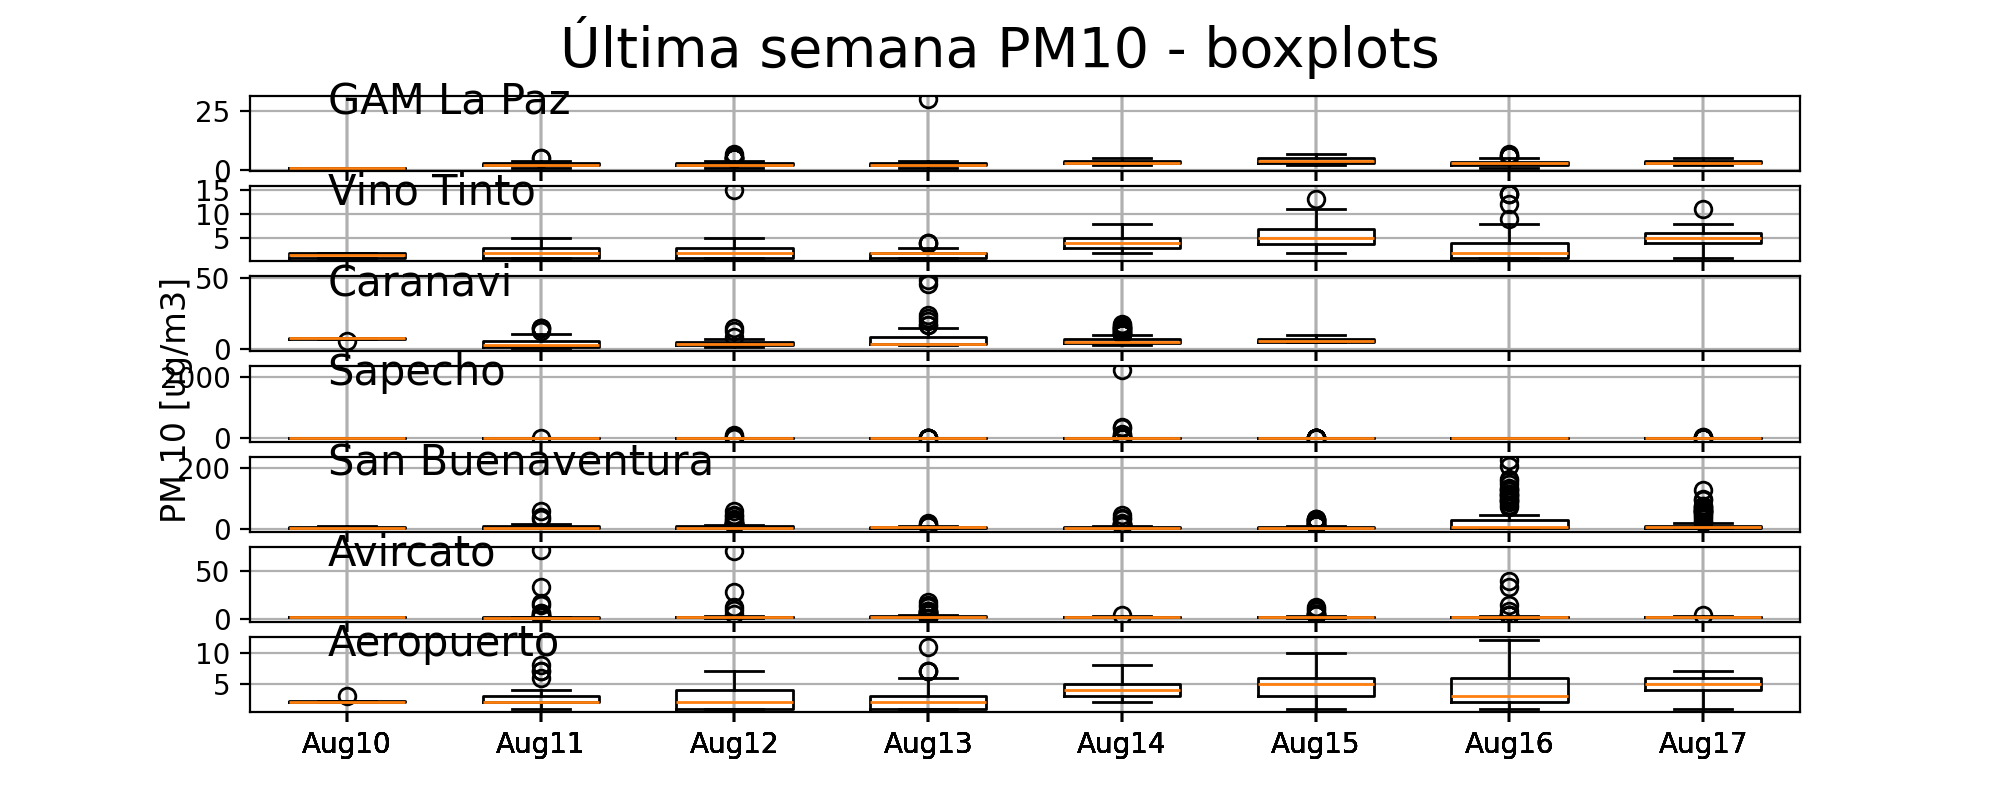 Última semana PM10 - boxplots
GAM La Paz
25
0
Vino Tinto
15
10
5
Caranavi
50
0
PM 10 [ug/m3]
Sapecho
2000
0
San Buenaventura
200
0
Avircato
50
0
Aeropuerto
10
5
Aug10 Aug11 Aug12 Aug13 Aug14 Aug15 Aug16 Aug17